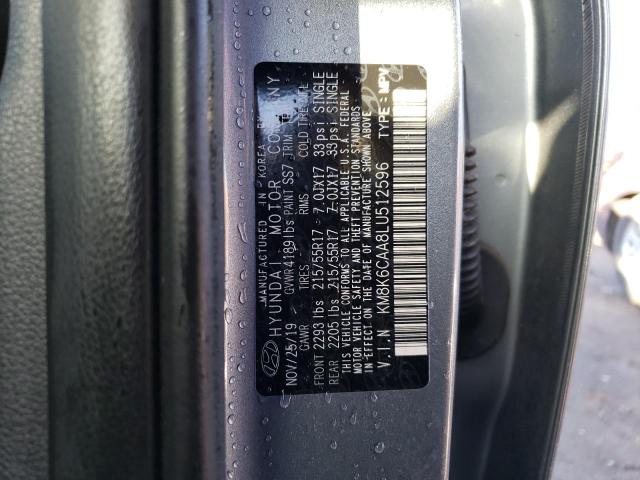 MANUFACTURED IN KOREA BY
HYUNDAI MOTOR COMPANY
NOV/25/19 GVWR 4189lbs PAINT SS7 TRIM
GAWR TIRES RIMS COLD TIRE
FRONT 2293 lbs 215/55R17 7.0JX17 33psi SINGLE
REAR 2205 lbs 215/55R17 7.0JX17 33psi SINGLE
THIS VEHICLE CONFORMS TO ALL APPLICABLE U.S.A. FEDERAL
MOTOR VEHICLE SAFETY AND THEFT PREVENTION STANDARDS
IN EFFECT ON THE DATE OF MANUFACTURE SHOWN ABOVE.
V.I.N KM8K6CAA8LU512596 TYPE: MPV